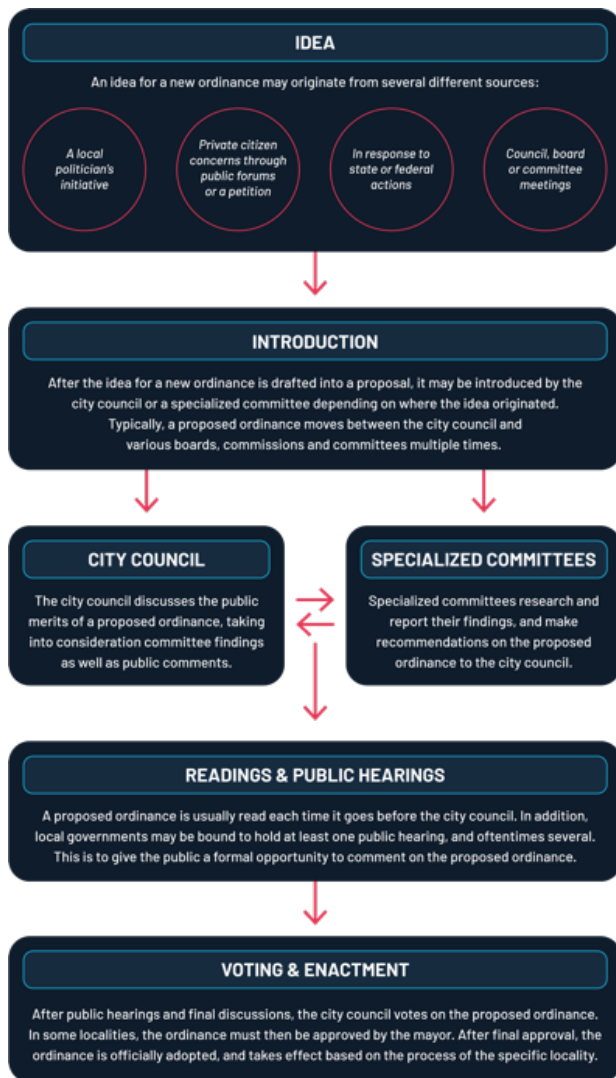 IDEA
An idea for a new ordinance may originate from several different sources:
A local
politician's
initiative
Private citizen
concerns through
public forums
or a petition
In response to
state or federal
actions
Council, board
or committee
meetings
INTRODUCTION
After the idea for a new ordinance is drafted into a proposal, it may be introduced by the
city council or a specialized committee depending on where the idea originated.
Typically, a proposed ordinance moves between the city council and
various boards, commissions and committees multiple times.
CITY COUNCIL
The city council discusses the public
merits of a proposed ordinance, taking
into consideration committee findings
as well as public comments.
SPECIALIZED COMMITTEES
Specialized committees research and
report their findings, and make
recommendations on the proposed
ordinance to the city council.
READINGS & PUBLIC HEARINGS
A proposed ordinance is usually read each time it goes before the city council. In addition,
local governments may be bound to hold at least one public hearing, and oftentimes several.
This is to give the public a formal opportunity to comment on the proposed ordinance.
VOTING & ENACTMENT
After public hearings and final discussions, the city council votes on the proposed ordinance.
In some localities, the ordinance must then be approved by the mayor. After final approval, the
ordinance is officially adopted, and takes effect based on the process of the specific locality.